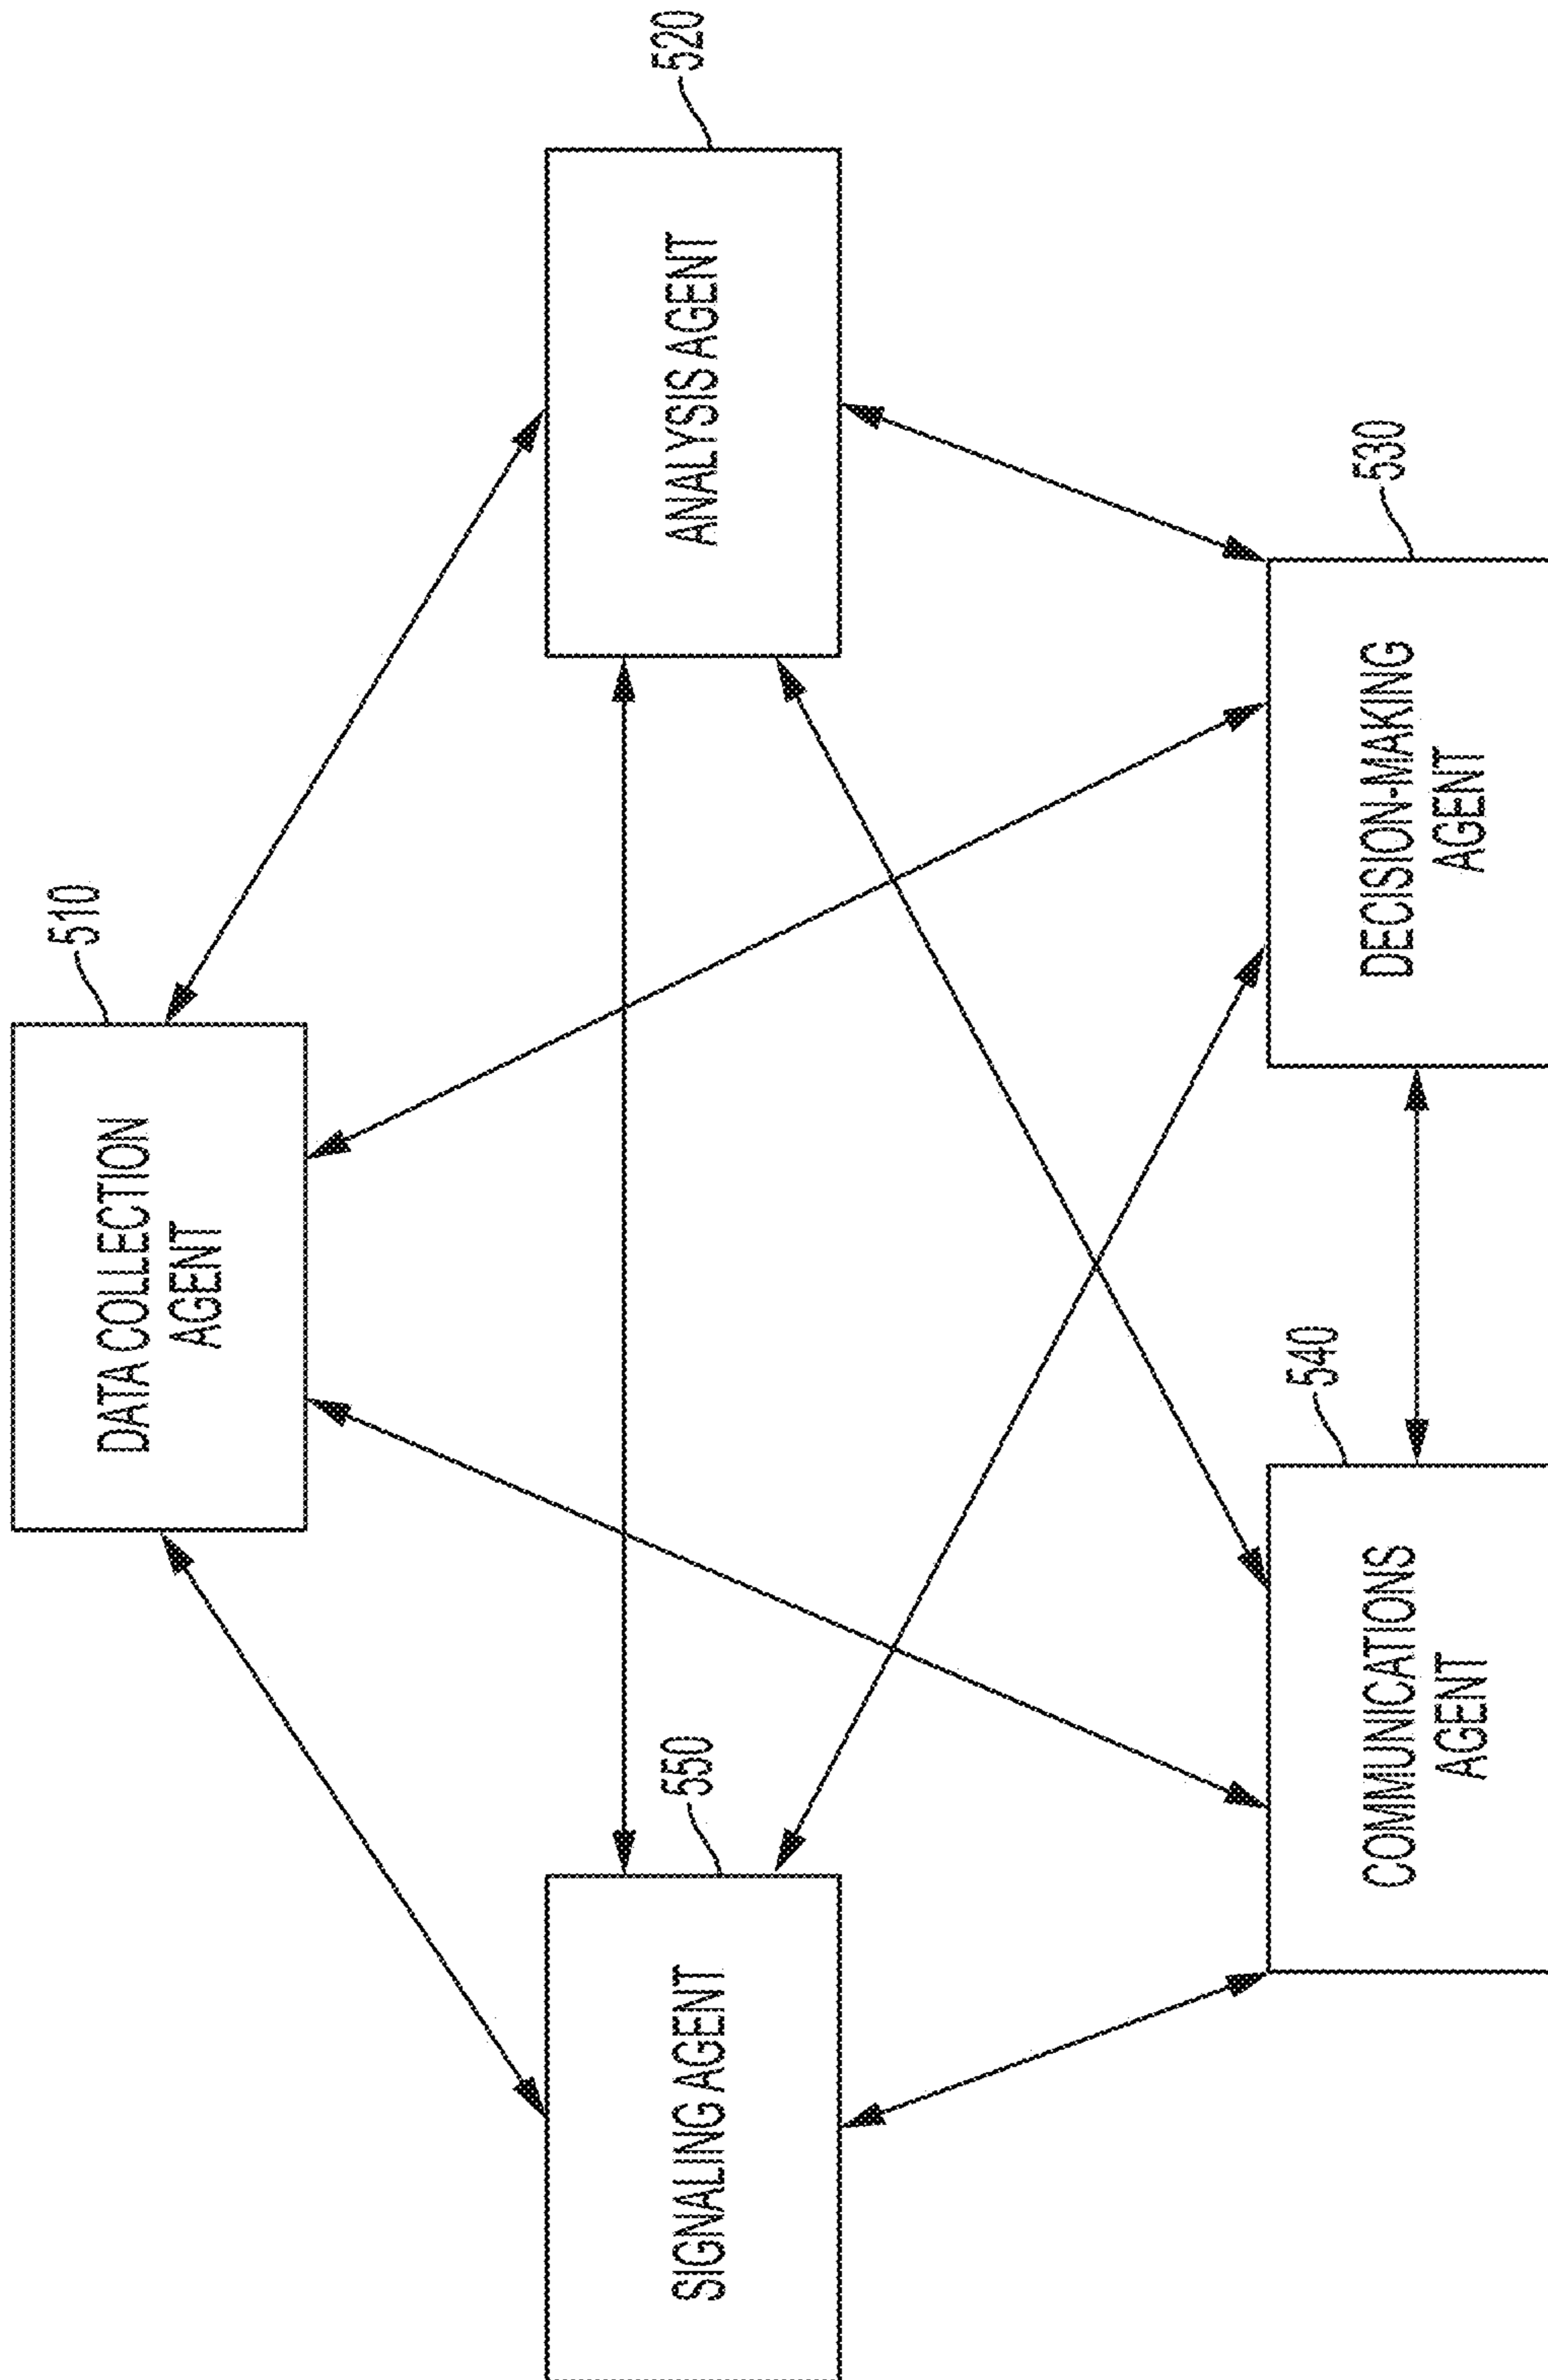 510
DATA COLLECTION
AGENT
520
ANALYSIS AGENT
530
DECISION-MAKING
AGENT
540
COMMUNICATIONS
AGENT
550
SIGNALING AGENT